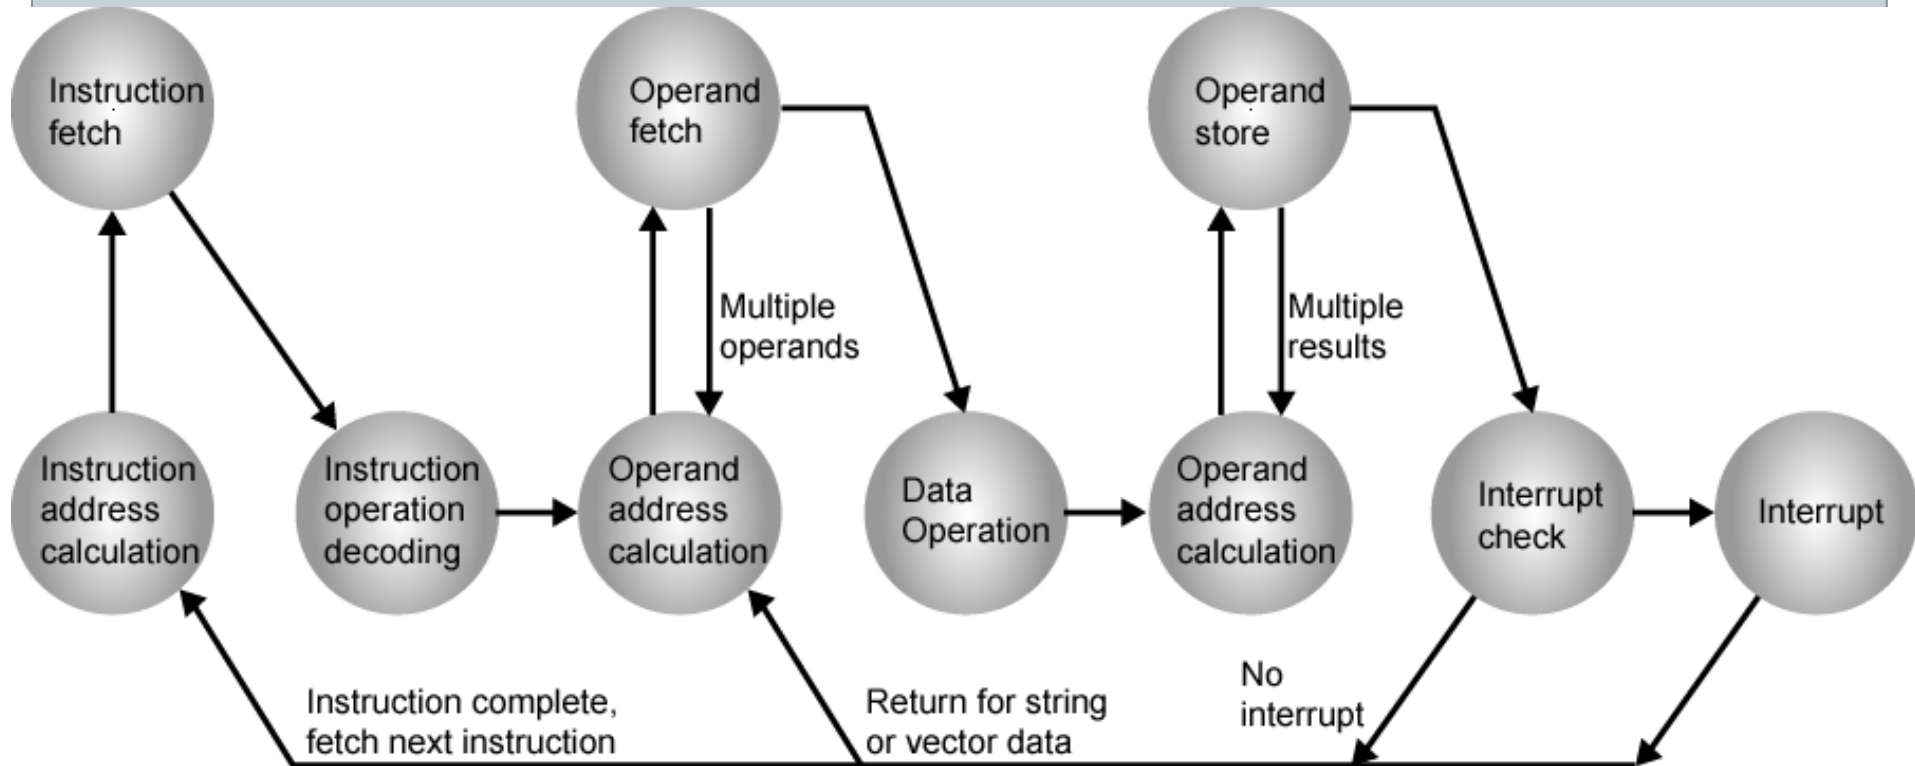 Instruction
fetch
Operand
fetch
Operand
store
Multiple
operands
Multiple
results
Instruction
address
calculation
Instruction
operation
decoding
Operand
address
calculation
Data
Operation
Operand
address
calculation
Interrupt
check
Interrupt
Instruction complete,
fetch next instruction
Return for string
or vector data
No
interrupt